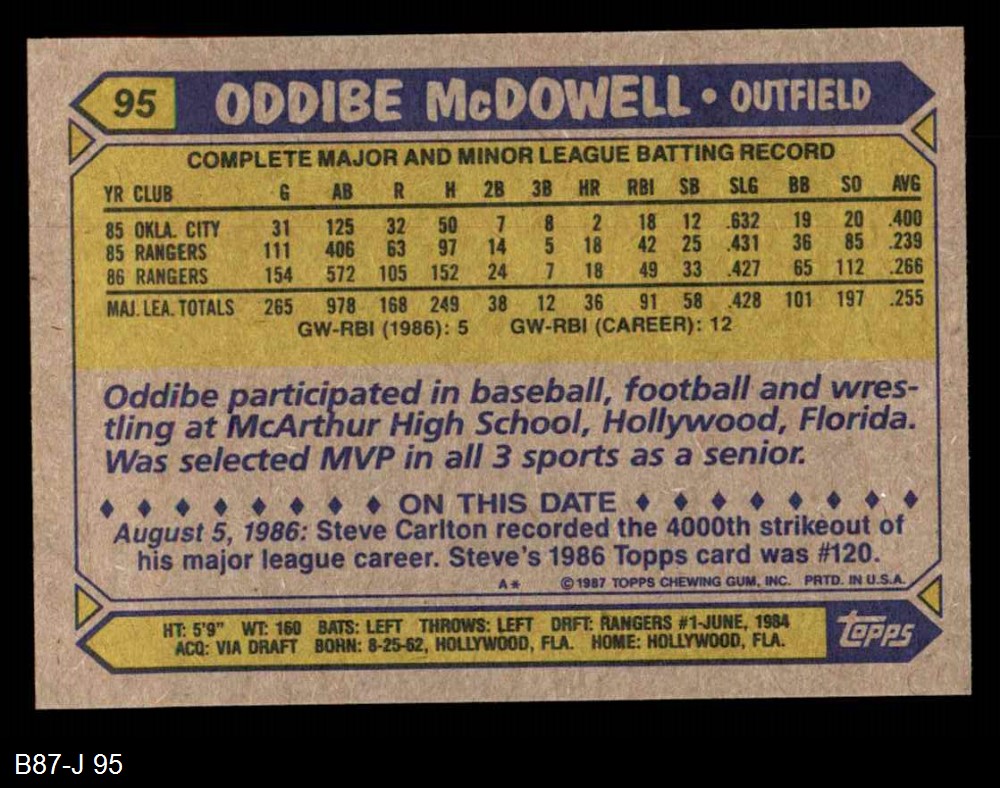 95 ODDIBE McDOWELL • OUTFIELD
COMPLETE MAJOR AND MINOR LEAGUE BATTING RECORD
YR CLUB G AB R H 2B 3B HR RBI SB SLG BB SO AVG
85 OKLA. CITY 31 125 32 50 7 8 2 18 12 .632 19 20 .400
85 RANGERS 111 406 63 97 14 5 18 42 25 .431 36 85 .239
86 RANGERS 154 572 105 152 24 7 18 49 33 .427 65 112 .266
MAJ. LEA. TOTALS 265 978 168 249 38 12 36 91 58 .428 101 197 .255
GW-RBI (1986): 5 GW-RBI (CAREER): 12
Oddibe participated in baseball, football and wres-
tling at McArthur High School, Hollywood, Florida.
Was selected MVP in all 3 sports as a senior.
♦ ♦ ♦ ♦ ♦ ♦ ♦ ♦ ON THIS DATE ♦ ♦ ♦ ♦ ♦ ♦ ♦ ♦
August 5, 1986: Steve Carlton recorded the 4000th strikeout of
his major league career. Steve's 1986 Topps card was #120.
A* © 1987 TOPPS CHEWING GUM, INC. PRTD. IN U.S.A.
HT: 5'9" WT: 160 BATS: LEFT THROWS: LEFT DRFT: RANGERS #1-JUNE, 1984
ACQ: VIA DRAFT BORN: 8-25-62, HOLLYWOOD, FLA. HOME: HOLLYWOOD, FLA.
topps
B87-J 95